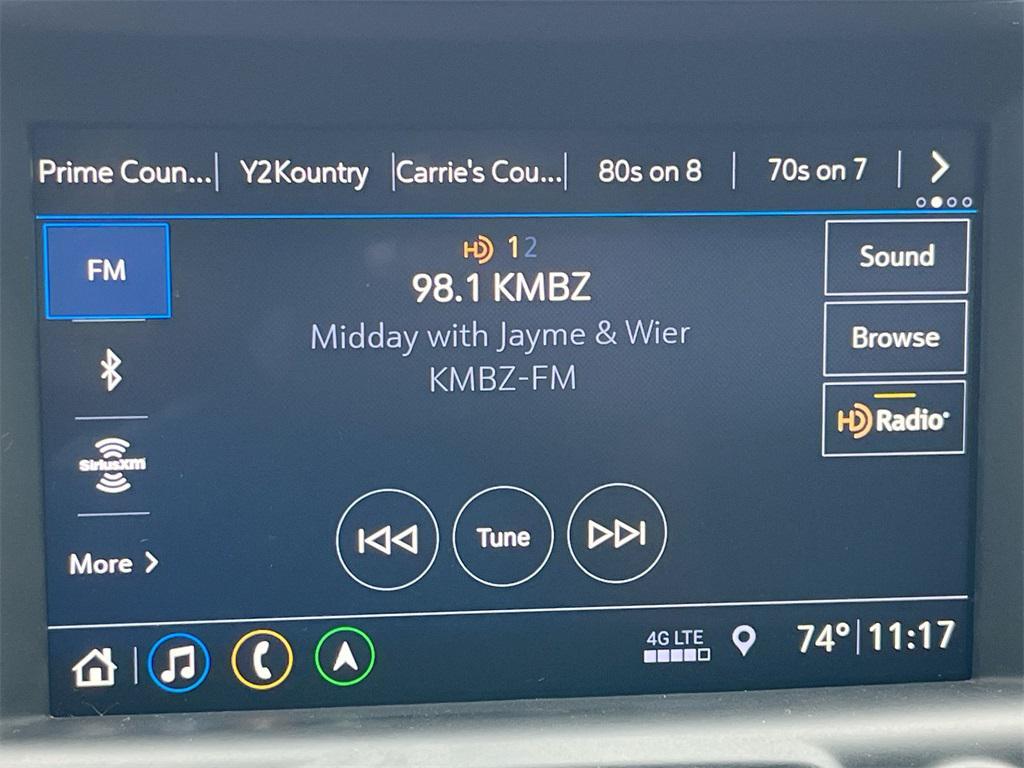 Prime Coun... Y2Kountry Carrie's Cou... 80s on 8 70s on 7
FM
HD 1 2
98.1 KMBZ
Midday with Jayme & Wier
KMBZ-FM
Sound
Browse
HD Radio
SiriusXM
More
Tune
4G LTE
74° 11:17